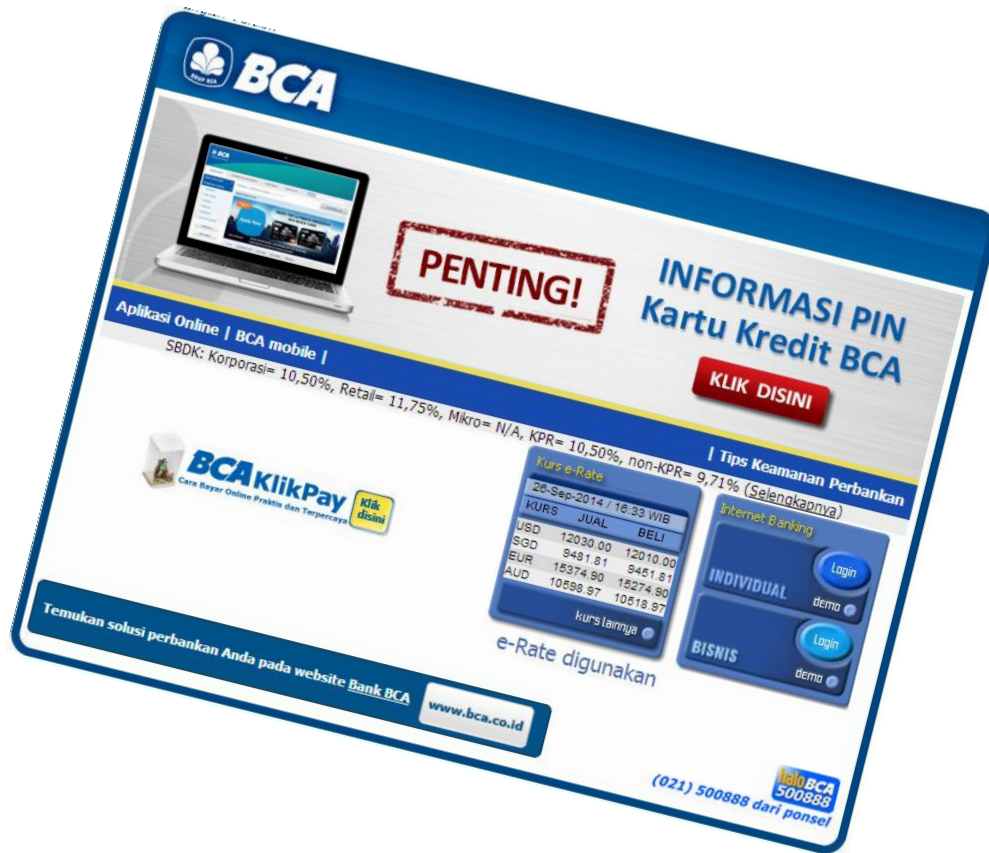 BCA
PENTING!
INFORMASI PIN
Kartu Kredit BCA
KLIK DISINI
Aplikasi Online | BCA mobile |
| Tips Keamanan Perbankan
SBDK: Korporasi= 10,50%, Retail= 11,75%, Mikro= N/A, KPR= 10,50%, non-KPR= 9,71% (Selengkapnya)
BCA KlikPay
Cara Bayar Online Praktis dan Terpercaya
Klik disini
Kurs e-Rate
26-Sep-2014 / 16:33 WIB
KURS JUAL BELI
USD 12030.00 12010.00
SGD 9481.81 9451.81
EUR 15374.90 15274.90
AUD 10598.97 10518.97
kurs lainnya
e-Rate digunakan
Internet Banking
INDIVIDUAL
Login
demo
BISNIS
Login
demo
Temukan solusi perbankan Anda pada website Bank BCA
www.bca.co.id
halo BCA
500888
(021) 500888 dari ponsel